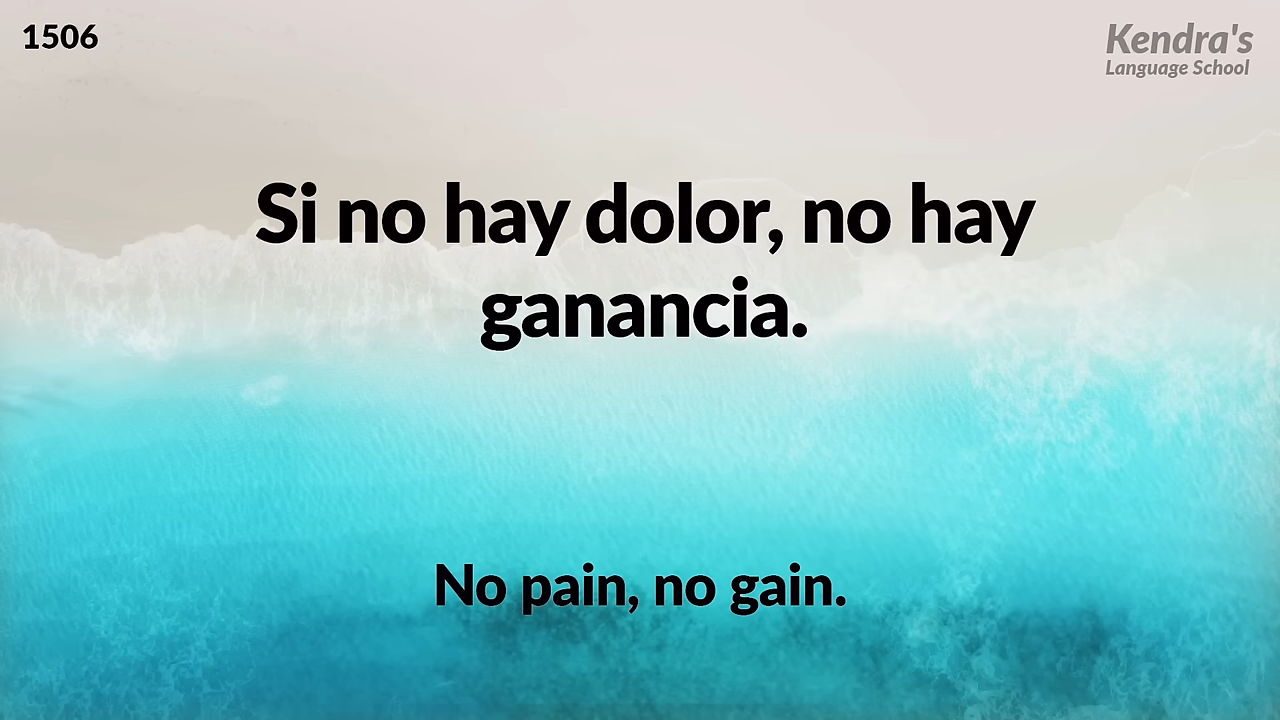 1506
Kendra's
Language School
Si no hay dolor, no hay
ganancia.
No pain, no gain.